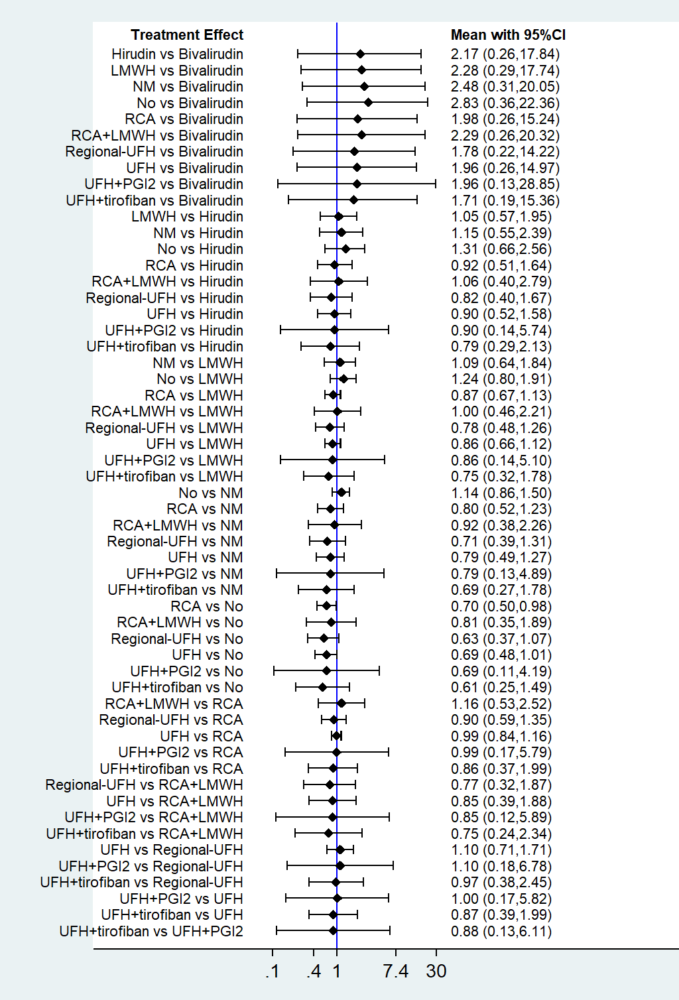 Treatment Effect Mean with 95%CI
Hirudin vs Bivalirudin 2.17 (0.26,17.84)
LMWH vs Bivalirudin 2.28 (0.29,17.74)
NM vs Bivalirudin 2.48 (0.31,20.05)
No vs Bivalirudin 2.83 (0.36,22.36)
RCA vs Bivalirudin 1.98 (0.26,15.24)
RCA+LMWH vs Bivalirudin 2.29 (0.26,20.32)
Regional-UFH vs Bivalirudin 1.78 (0.22,14.22)
UFH vs Bivalirudin 1.96 (0.26,14.97)
UFH+PGI2 vs Bivalirudin 1.96 (0.13,28.85)
UFH+tirofiban vs Bivalirudin 1.71 (0.19,15.36)
LMWH vs Hirudin 1.05 (0.57,1.95)
NM vs Hirudin 1.15 (0.55,2.39)
No vs Hirudin 1.31 (0.66,2.56)
RCA vs Hirudin 0.92 (0.51,1.64)
RCA+LMWH vs Hirudin 1.06 (0.40,2.79)
Regional-UFH vs Hirudin 0.82 (0.40,1.67)
UFH vs Hirudin 0.90 (0.52,1.58)
UFH+PGI2 vs Hirudin 0.90 (0.14,5.74)
UFH+tirofiban vs Hirudin 0.79 (0.29,2.13)
NM vs LMWH 1.09 (0.64,1.84)
No vs LMWH 1.24 (0.80,1.91)
RCA vs LMWH 0.87 (0.67,1.13)
RCA+LMWH vs LMWH 1.00 (0.46,2.21)
Regional-UFH vs LMWH 0.78 (0.48,1.26)
UFH vs LMWH 0.86 (0.66,1.12)
UFH+PGI2 vs LMWH 0.86 (0.14,5.10)
UFH+tirofiban vs LMWH 0.75 (0.32,1.78)
No vs NM 1.14 (0.86,1.50)
RCA vs NM 0.80 (0.52,1.23)
RCA+LMWH vs NM 0.92 (0.38,2.26)
Regional-UFH vs NM 0.71 (0.39,1.31)
UFH vs NM 0.79 (0.49,1.27)
UFH+PGI2 vs NM 0.79 (0.13,4.89)
UFH+tirofiban vs NM 0.69 (0.27,1.78)
RCA vs No 0.70 (0.50,0.98)
RCA+LMWH vs No 0.81 (0.35,1.89)
Regional-UFH vs No 0.63 (0.37,1.07)
UFH vs No 0.69 (0.48,1.01)
UFH+PGI2 vs No 0.69 (0.11,4.19)
UFH+tirofiban vs No 0.61 (0.25,1.49)
RCA+LMWH vs RCA 1.16 (0.53,2.52)
Regional-UFH vs RCA 0.90 (0.59,1.35)
UFH vs RCA 0.99 (0.84,1.16)
UFH+PGI2 vs RCA 0.99 (0.17,5.79)
UFH+tirofiban vs RCA 0.86 (0.37,1.99)
Regional-UFH vs RCA+LMWH 0.77 (0.32,1.87)
UFH vs RCA+LMWH 0.85 (0.39,1.88)
UFH+PGI2 vs RCA+LMWH 0.85 (0.12,5.89)
UFH+tirofiban vs RCA+LMWH 0.75 (0.24,2.34)
UFH vs Regional-UFH 1.10 (0.71,1.71)
UFH+PGI2 vs Regional-UFH 1.10 (0.18,6.78)
UFH+tirofiban vs Regional-UFH 0.97 (0.38,2.45)
UFH+PGI2 vs UFH 1.00 (0.17,5.82)
UFH+tirofiban vs UFH 0.87 (0.39,1.99)
UFH+tirofiban vs UFH+PGI2 0.88 (0.13,6.11)
.1 .4 1 7.4 30